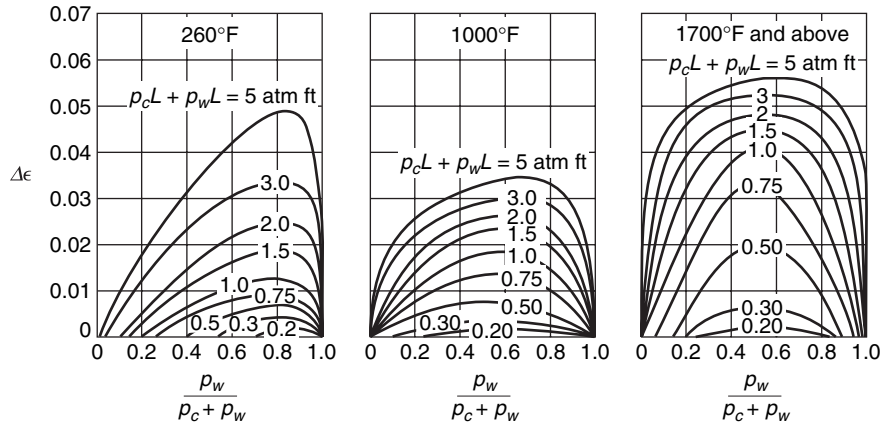 0.07
0.06
0.05
0.04
0.03
0.02
0.01
0
Δϵ
260°F
p_cL + p_wL = 5 atm ft
3.0
2.0
1.5
1.0
0.75
0.5
0.3
0.2
0 0.2 0.4 0.6 0.8 1.0
p_w
p_c + p_w
1000°F
p_cL + p_wL = 5 atm ft
3.0
2.0
1.5
1.0
0.75
0.50
0.30
0.20
0 0.2 0.4 0.6 0.8 1.0
p_w
p_c + p_w
1700°F and above
p_cL + p_wL = 5 atm ft
3
2
1.5
1.0
0.75
0.50
0.30
0.20
0 0.2 0.4 0.6 0.8 1.0
p_w
p_c + p_w